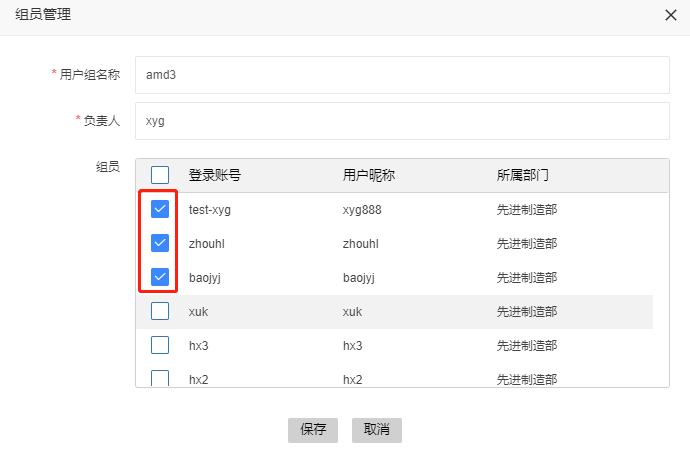 组员管理
* 用户组名称 amd3
* 负责人 xyg
组员 登录账号 用户昵称 所属部门
test-xyg xyg888 先进制造部
zhouhl zhouhl 先进制造部
baojyj baojyj 先进制造部
xuk xuk 先进制造部
hx3 hx3 先进制造部
hx2 hx2 先进制造部
保存 取消